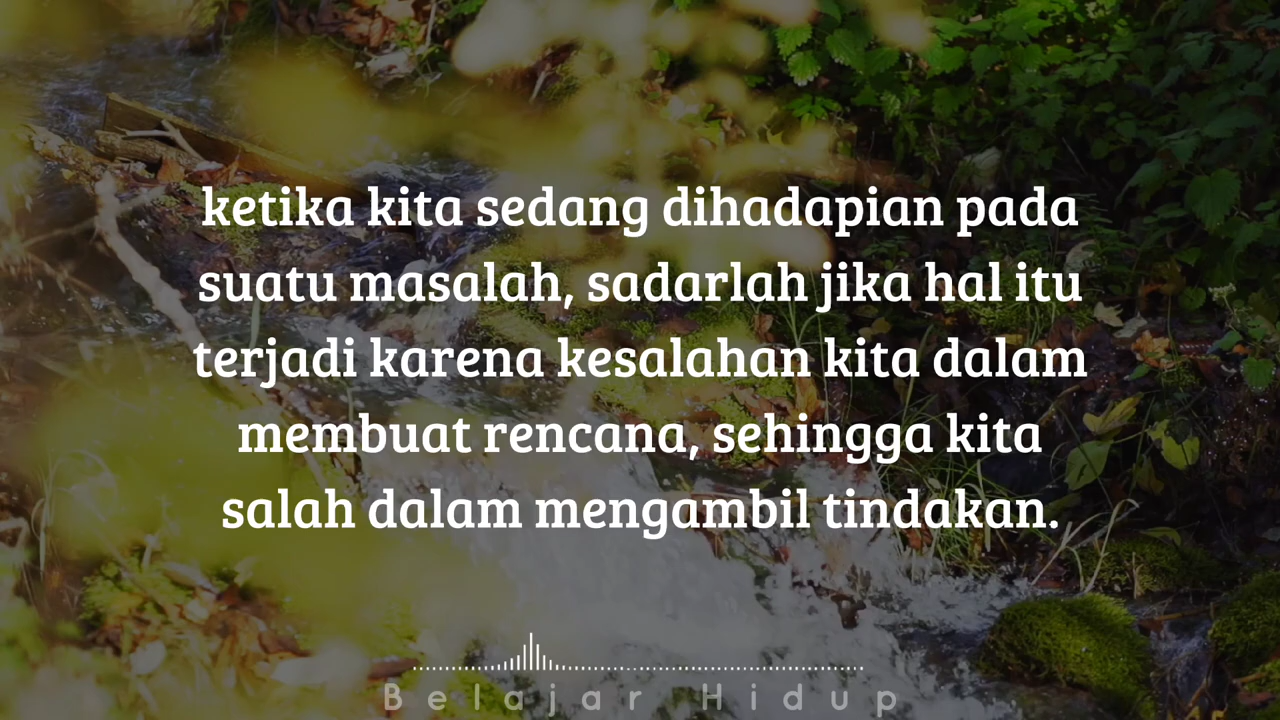 ketika kita sedang dihadapian pada
suatu masalah, sadarlah jika hal itu
terjadi karena kesalahan kita dalam
membuat rencana, sehingga kita
salah dalam mengambil tindakan.
Belajar Hidup